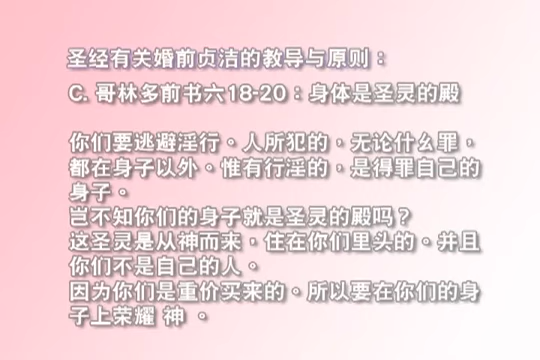 圣经有关婚前贞洁的教导与原则：
C. 哥林多前书六18-20：身体是圣灵的殿
你们要逃避淫行。人所犯的，无论什么罪，
都在身子以外。惟有行淫的，是得罪自己的
身子。
岂不知你们的身子就是圣灵的殿吗？
这圣灵是从神而来，住在你们里头的。并且
你们不是自己的人。
因为你们是重价买来的。所以要在你们的身
子上荣耀 神 。